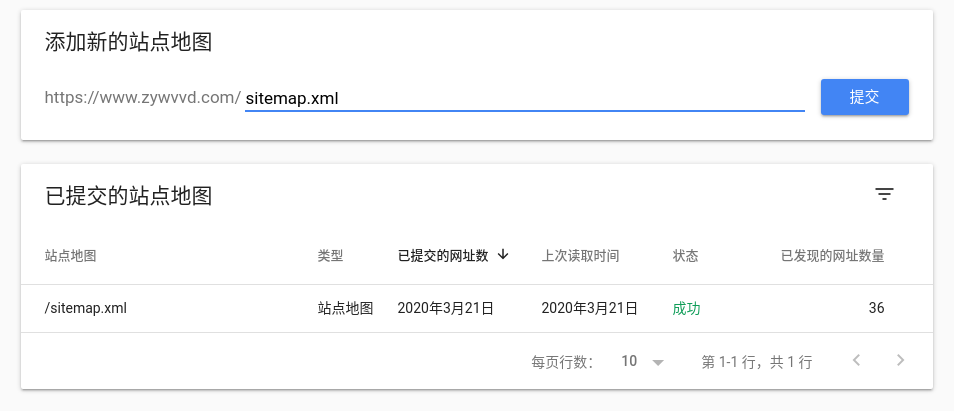 添加新的站点地图
https://www.zywvvd.com/ sitemap.xml 提交
已提交的站点地图
站点地图 类型 已提交的网址数 ↓ 上次读取时间 状态 已发现的网址数量
/sitemap.xml 站点地图 2020年3月21日 2020年3月21日 成功 36
每页行数： 10 第 1-1 行，共 1 行